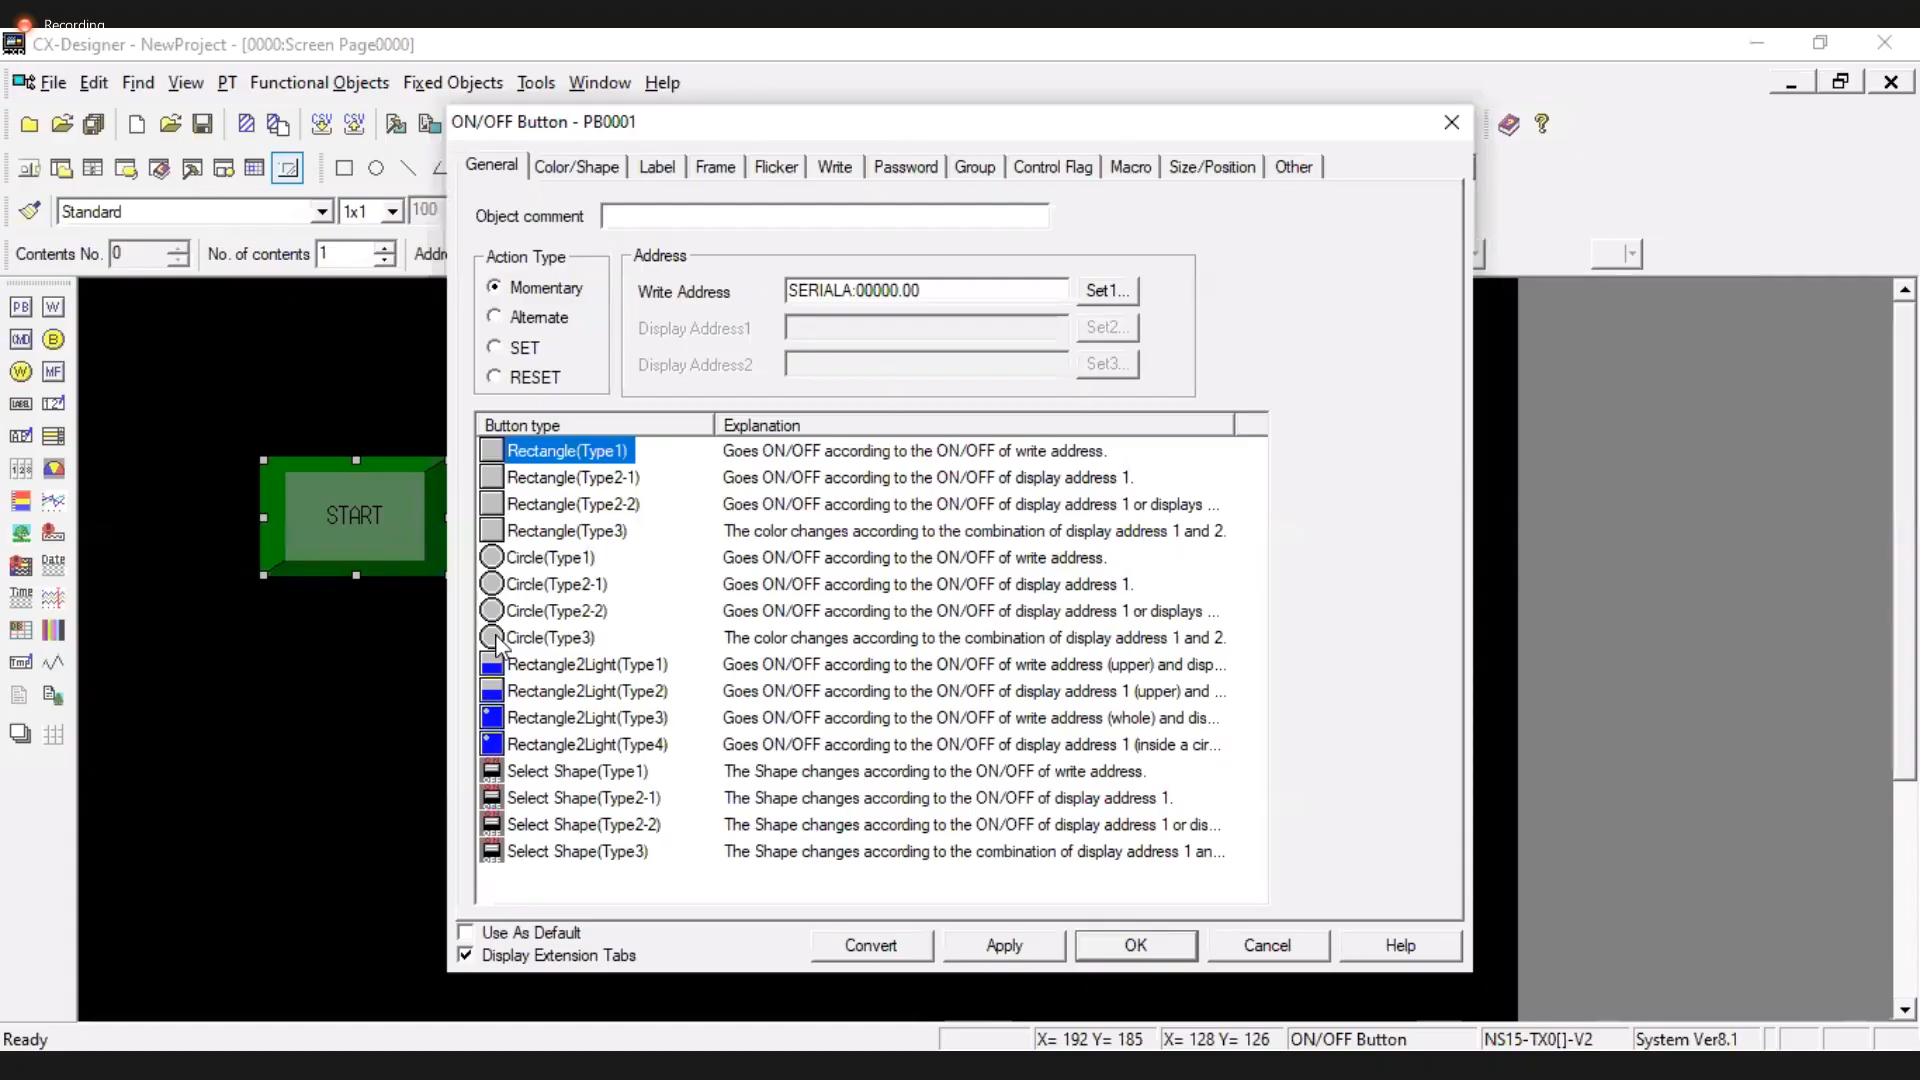 Recording
CX-Designer - NewProject - [0000:Screen Page0000]
File Edit Find View PT Functional Objects Fixed Objects Tools Window Help
CSV CSV
ON/OFF Button - PB0001
General Color/Shape Label Frame Flicker Write Password Group Control Flag Macro Size/Position Other
Standard 1x1 100
Object comment
Contents No. 0 No. of contents 1 Addr
Action Type
Momentary
Alternate
SET
RESET
Address
Write Address SERIALA:00000.00 Set1...
Display Address1 Set2...
Display Address2 Set3...
PB W
CMD B
W MF
LABEL
Date
Time
Tmp
START
Button type Explanation
Rectangle(Type1) Goes ON/OFF according to the ON/OFF of write address.
Rectangle(Type2-1) Goes ON/OFF according to the ON/OFF of display address 1.
Rectangle(Type2-2) Goes ON/OFF according to the ON/OFF of display address 1 or displays ...
Rectangle(Type3) The color changes according to the combination of display address 1 and 2.
Circle(Type1) Goes ON/OFF according to the ON/OFF of write address.
Circle(Type2-1) Goes ON/OFF according to the ON/OFF of display address 1.
Circle(Type2-2) Goes ON/OFF according to the ON/OFF of display address 1 or displays ...
Circle(Type3) The color changes according to the combination of display address 1 and 2.
Rectangle2Light(Type1) Goes ON/OFF according to the ON/OFF of write address (upper) and disp...
Rectangle2Light(Type2) Goes ON/OFF according to the ON/OFF of display address 1 (upper) and ...
Rectangle2Light(Type3) Goes ON/OFF according to the ON/OFF of write address (whole) and dis...
Rectangle2Light(Type4) Goes ON/OFF according to the ON/OFF of display address 1 (inside a cir...
Select Shape(Type1) The Shape changes according to the ON/OFF of write address.
Select Shape(Type2-1) The Shape changes according to the ON/OFF of display address 1.
Select Shape(Type2-2) The Shape changes according to the ON/OFF of display address 1 or dis...
Select Shape(Type3) The Shape changes according to the combination of display address 1 an...
Use As Default
Display Extension Tabs
Convert Apply OK Cancel Help
Ready X= 192 Y= 185 X= 128 Y= 126 ON/OFF Button NS15-TX0[]-V2 System Ver8.1